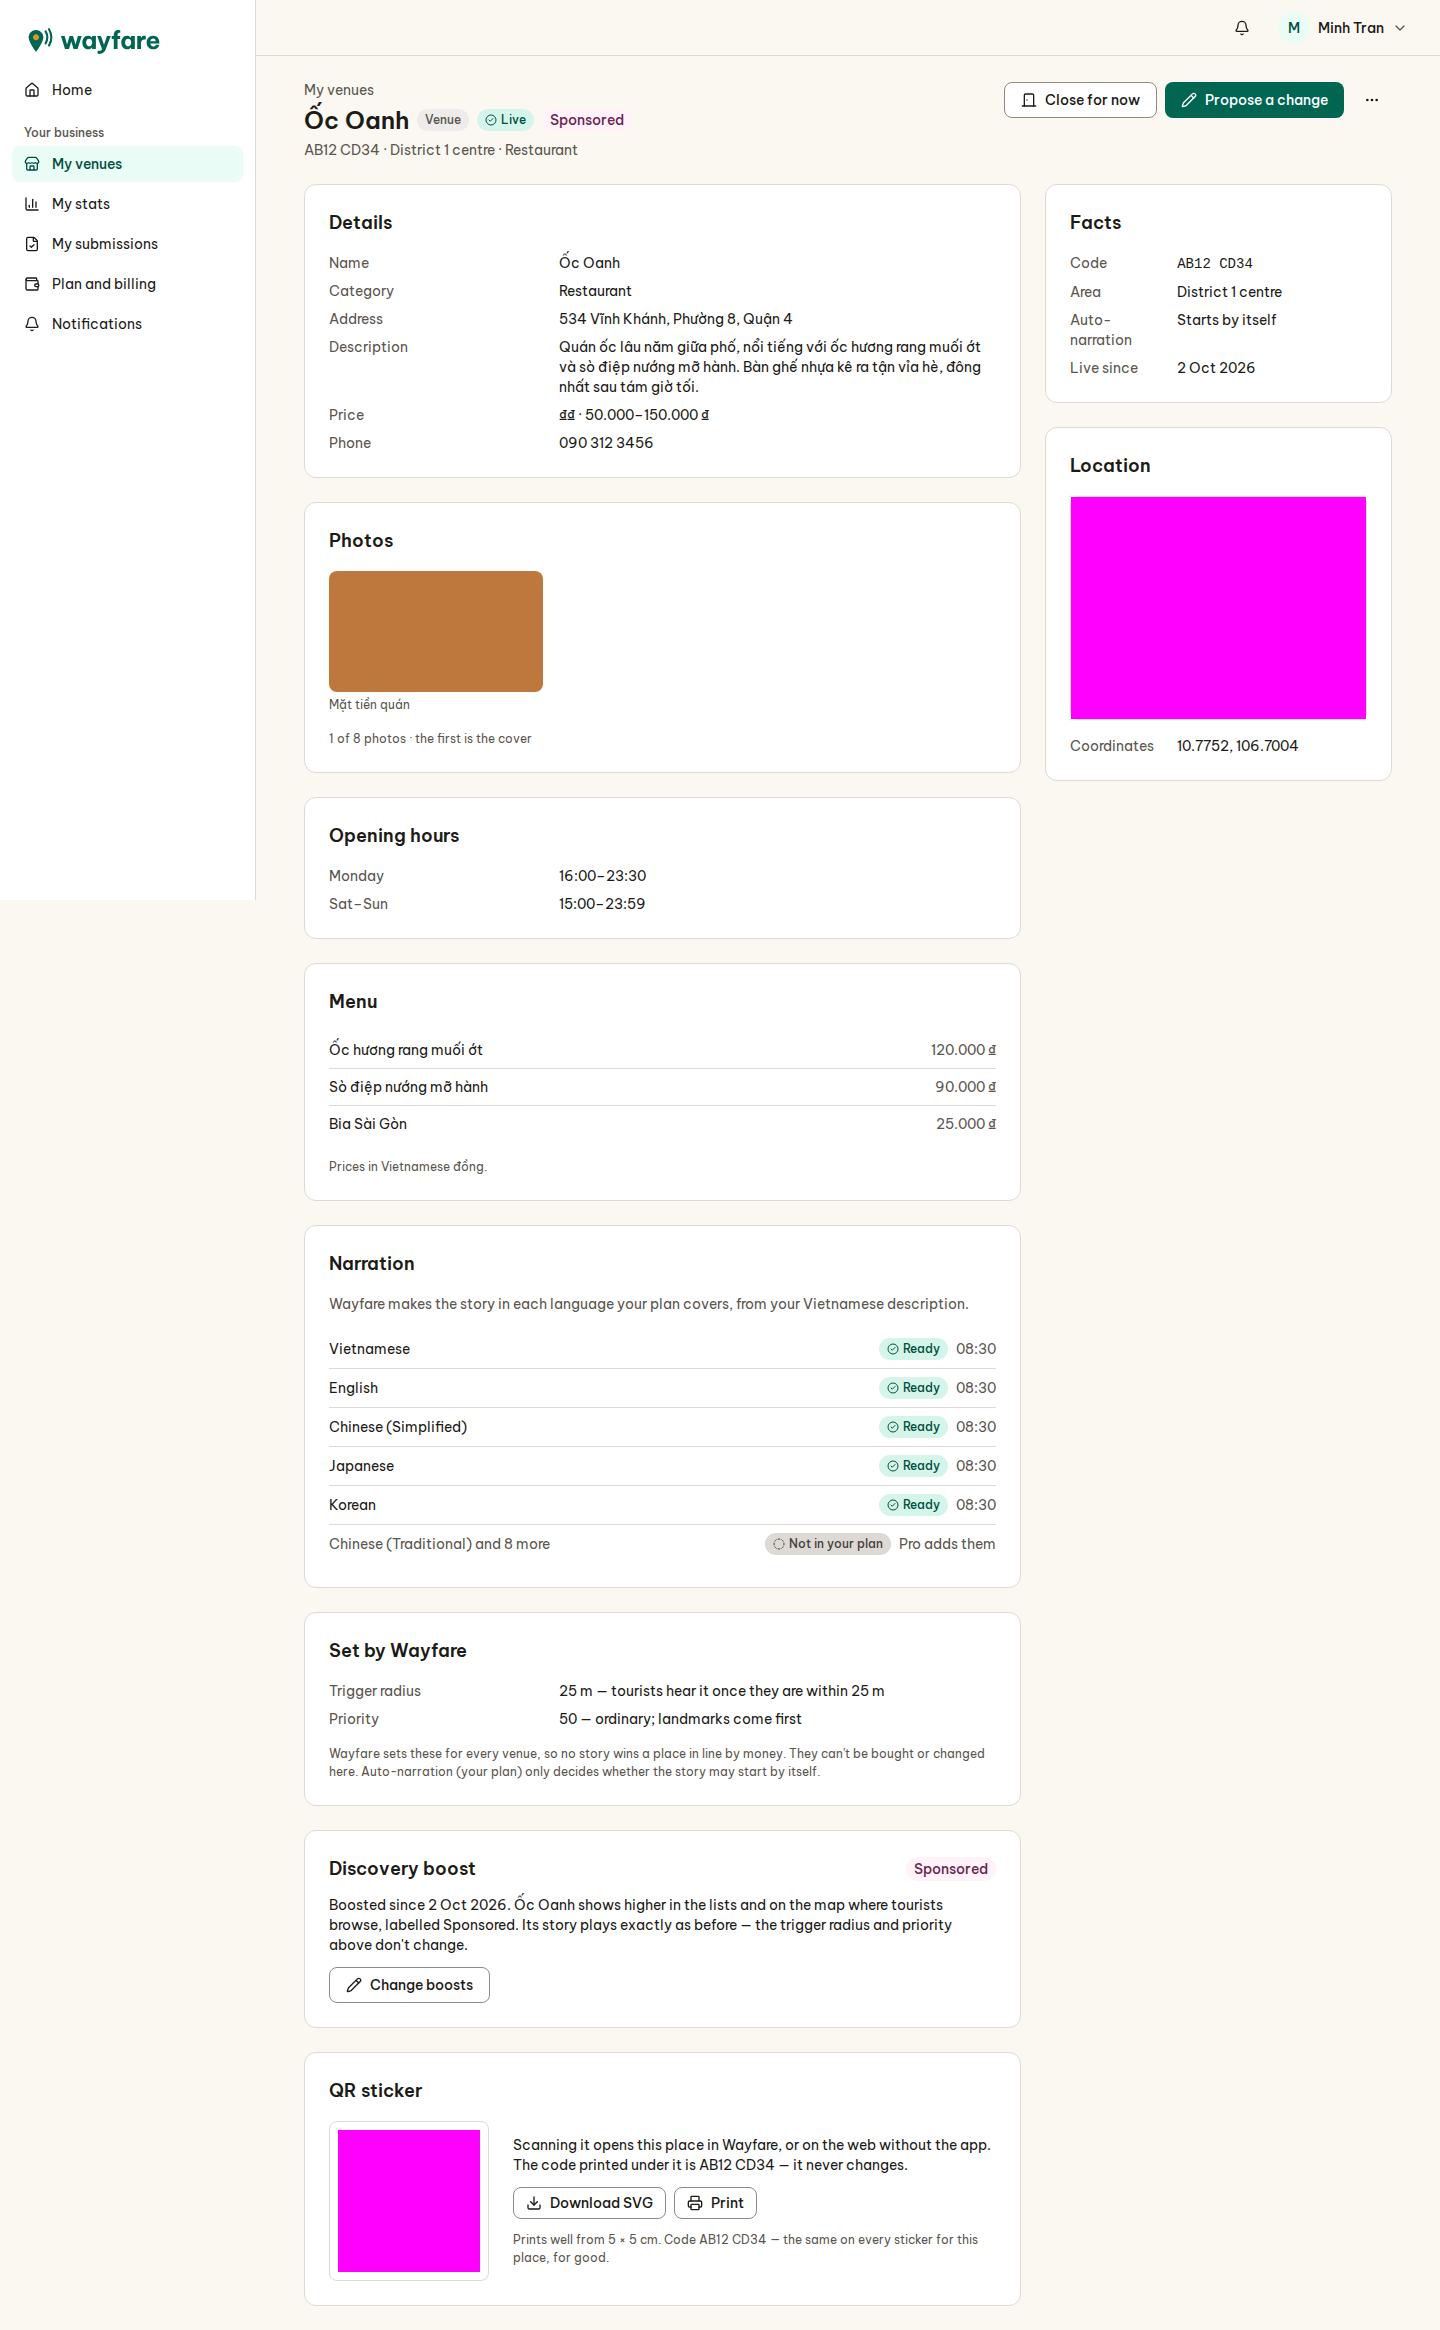 wayfare
Home
Your business
My venues
My stats
My submissions
Plan and billing
Notifications
M Minh Tran
My venues
Ốc Oanh Venue Live Sponsored
AB12 CD34 · District 1 centre · Restaurant
Close for now
Propose a change
Details
Name Ốc Oanh
Category Restaurant
Address 534 Vĩnh Khánh, Phường 8, Quận 4
Description Quán ốc lâu năm giữa phố, nổi tiếng với ốc hương rang muối ớt
và sò điệp nướng mỡ hành. Bàn ghế nhựa kê ra tận vỉa hè, đông
nhất sau tám giờ tối.
Price ₫₫ · 50.000–150.000 ₫
Phone 090 312 3456
Facts
Code AB12 CD34
Area District 1 centre
Auto-
narration Starts by itself
Live since 2 Oct 2026
Location
Coordinates 10.7752, 106.7004
Photos
Mặt tiền quán
1 of 8 photos · the first is the cover
Opening hours
Monday 16:00–23:30
Sat–Sun 15:00–23:59
Menu
Ốc hương rang muối ớt 120.000 ₫
Sò điệp nướng mỡ hành 90.000 ₫
Bia Sài Gòn 25.000 ₫
Prices in Vietnamese đồng.
Narration
Wayfare makes the story in each language your plan covers, from your Vietnamese description.
Vietnamese Ready 08:30
English Ready 08:30
Chinese (Simplified) Ready 08:30
Japanese Ready 08:30
Korean Ready 08:30
Chinese (Traditional) and 8 more Not in your plan Pro adds them
Set by Wayfare
Trigger radius 25 m — tourists hear it once they are within 25 m
Priority 50 — ordinary; landmarks come first
Wayfare sets these for every venue, so no story wins a place in line by money. They can't be bought or changed
here. Auto-narration (your plan) only decides whether the story may start by itself.
Discovery boost Sponsored
Boosted since 2 Oct 2026. Ốc Oanh shows higher in the lists and on the map where tourists
browse, labelled Sponsored. Its story plays exactly as before — the trigger radius and priority
above don't change.
Change boosts
QR sticker
Scanning it opens this place in Wayfare, or on the web without the app.
The code printed under it is AB12 CD34 — it never changes.
Download SVG Print
Prints well from 5 × 5 cm. Code AB12 CD34 — the same on every sticker for this
place, for good.